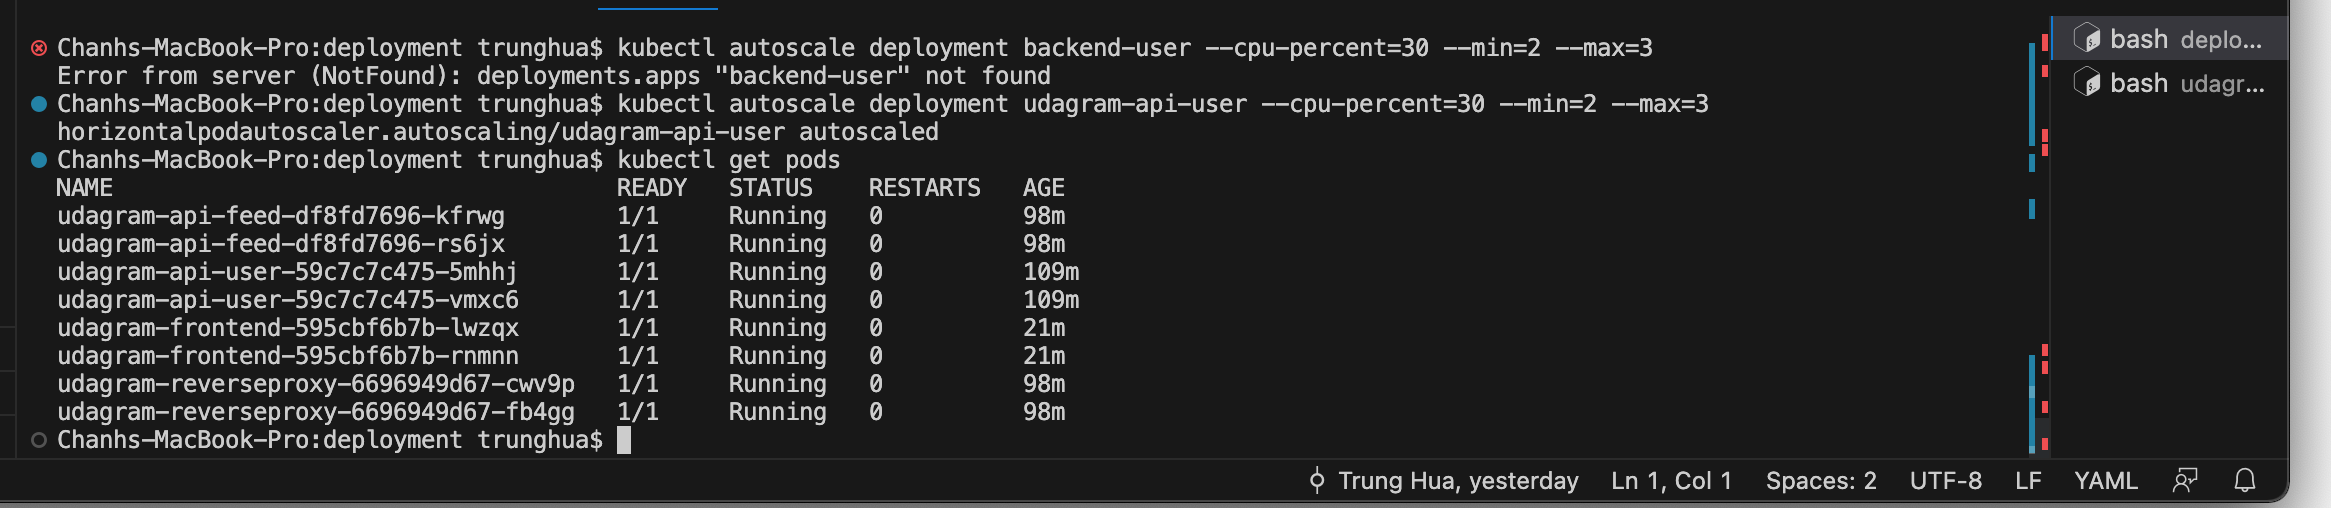 Chanhs-MacBook-Pro:deployment trunghua$ kubectl autoscale deployment backend-user --cpu-percent=30 --min=2 --max=3
Error from server (NotFound): deployments.apps "backend-user" not found
Chanhs-MacBook-Pro:deployment trunghua$ kubectl autoscale deployment udagram-api-user --cpu-percent=30 --min=2 --max=3
horizontalpodautoscaler.autoscaling/udagram-api-user autoscaled
Chanhs-MacBook-Pro:deployment trunghua$ kubectl get pods
NAME READY STATUS RESTARTS AGE
udagram-api-feed-df8fd7696-kfrwg 1/1 Running 0 98m
udagram-api-feed-df8fd7696-rs6jx 1/1 Running 0 98m
udagram-api-user-59c7c7c475-5mhhj 1/1 Running 0 109m
udagram-api-user-59c7c7c475-vmxc6 1/1 Running 0 109m
udagram-frontend-595cbf6b7b-lwzqx 1/1 Running 0 21m
udagram-frontend-595cbf6b7b-rnmnn 1/1 Running 0 21m
udagram-reverseproxy-6696949d67-cwv9p 1/1 Running 0 98m
udagram-reverseproxy-6696949d67-fb4gg 1/1 Running 0 98m
Chanhs-MacBook-Pro:deployment trunghua$
bash deplo...
bash udagr...
Trung Hua, yesterday Ln 1, Col 1 Spaces: 2 UTF-8 LF YAML